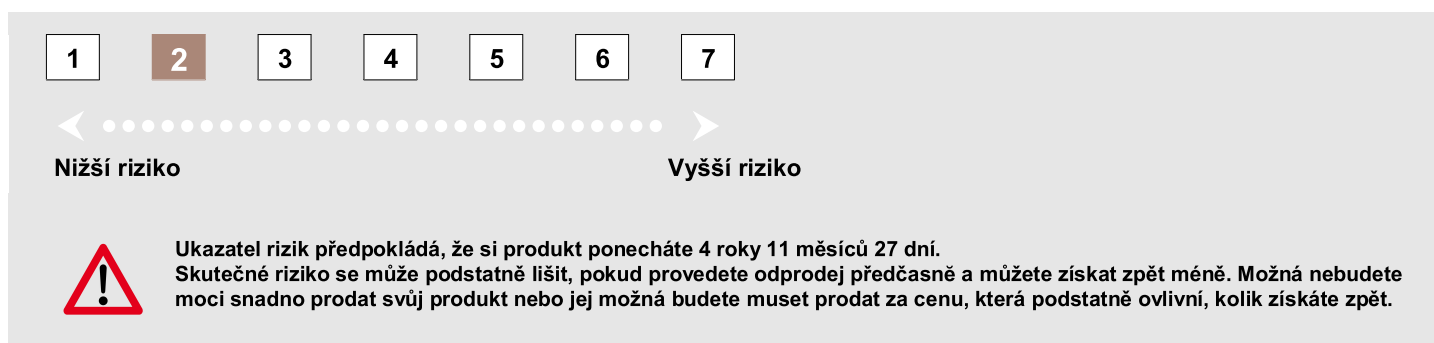 1 2 3 4 5 6 7
Nižší riziko Vyšší riziko
Ukazatel rizik předpokládá, že si produkt ponecháte 4 roky 11 měsíců 27 dní.
Skutečné riziko se může podstatně lišit, pokud provedete odprodej předčasně a můžete získat zpět méně. Možná nebudete
moci snadno prodat svůj produkt nebo jej možná budete muset prodat za cenu, která podstatně ovlivní, kolik získáte zpět.